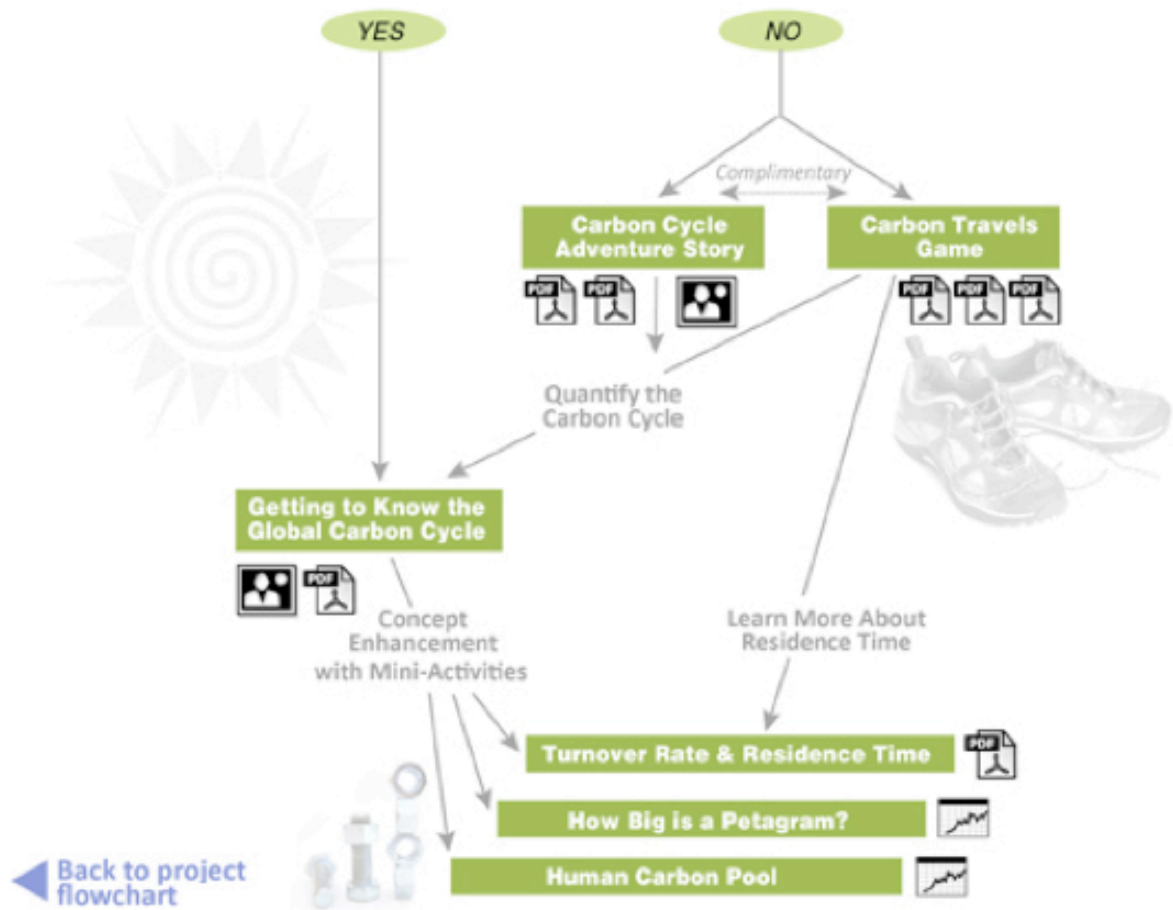 YES
NO
Complimentary
Carbon Cycle
Adventure Story
Carbon Travels
Game
PDF
PDF
PDF
PDF
PDF
Quantify the
Carbon Cycle
Getting to Know the
Global Carbon Cycle
PDF
Concept
Enhancement
with Mini-Activities
Learn More About
Residence Time
Turnover Rate & Residence Time
PDF
How Big is a Petagram?
Human Carbon Pool
Back to project
flowchart